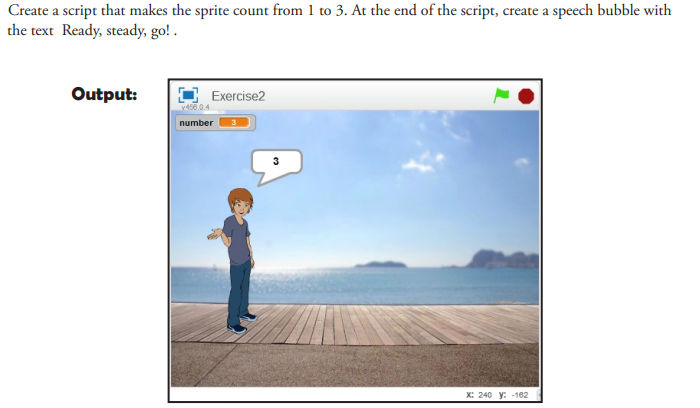 Create a script that makes the sprite count from 1 to 3. At the end of the script, create a speech bubble with
the text  Ready, steady, go! .
Output:
Exercise2
v456.0.4
number 3
3
x: 240 y: -162